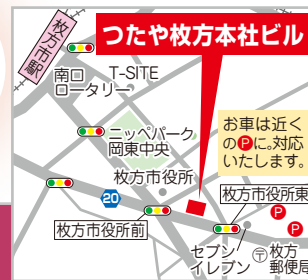 つたや枚方本社ビル
枚方市駅
南口
ロータリー
T-SITE
ニッペパーク
岡東中央
お車は近く
のPに。対応
いたします。
枚方市役所
20
枚方市役所東
枚方市役所前
P
P
セブン
イレブン
〒枚方
郵便局